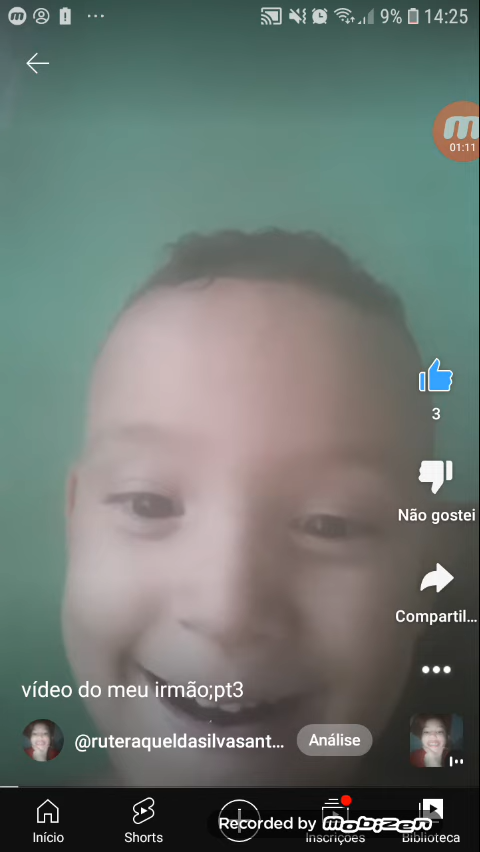 9% 14:25
01:11
3
Não gostei
Compartil...
vídeo do meu irmão;pt3
@ruteraqueldasilvasant... Análise
Início Shorts Inscrições Biblioteca
Recorded by mobizen